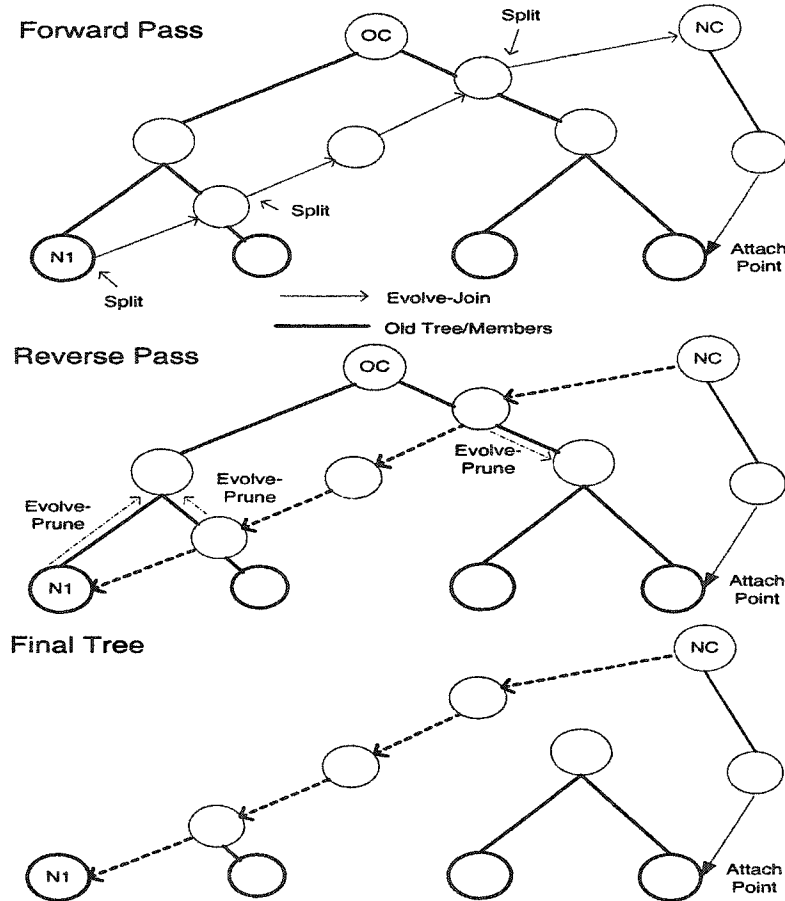 Forward Pass
OC
Split
NC
Split
N1
Split
Attach
Point
Evolve-Join
Old Tree/Members
Reverse Pass
OC
NC
Evolve-
Prune
Evolve-
Prune
Evolve-
Prune
N1
Attach
Point
Final Tree
NC
N1
Attach
Point